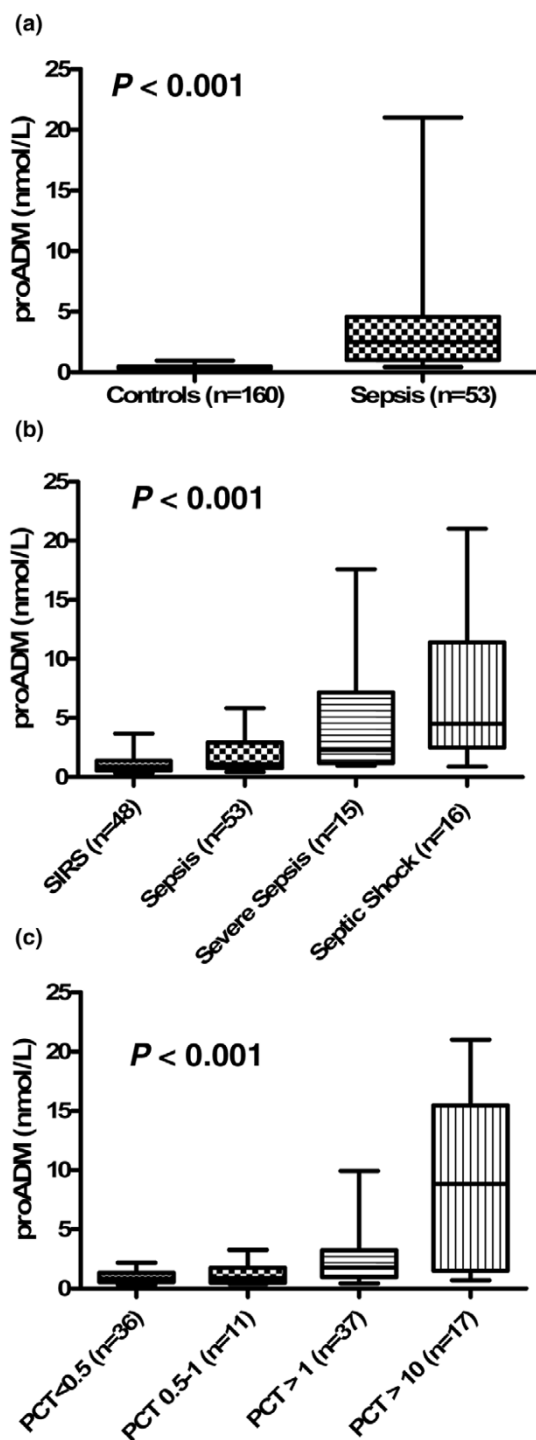 (a)
P < 0.001
proADM (nmol/L)
25
20
15
10
5
0
Controls (n=160)
Sepsis (n=53)
(b)
P < 0.001
proADM (nmol/L)
25
20
15
10
5
0
SIRS (n=48)
Sepsis (n=53)
Severe Sepsis (n=15)
Septic Shock (n=16)
(c)
P < 0.001
proADM (nmol/L)
25
20
15
10
5
0
PCT<0.5 (n=36)
PCT 0.5-1 (n=11)
PCT > 1 (n=37)
PCT > 10 (n=17)